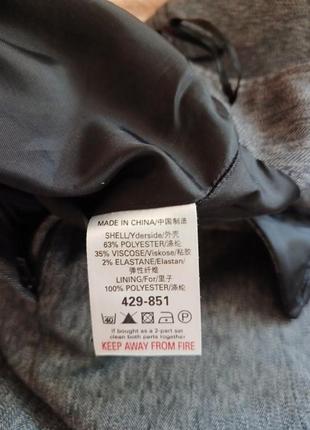 MADE IN CHINA/中国制造
SHELL/Yderside/外壳
63% POLYESTER/涤纶
35% VISCOSE/Viskose/粘胶
2% ELASTANE/Elastan/
弹性纤维
LINING/For/里子
100% POLYESTER/涤纶
429-851
40 P
If bought as a 2-part set
clean both parts together
KEEP AWAY FROM FIRE